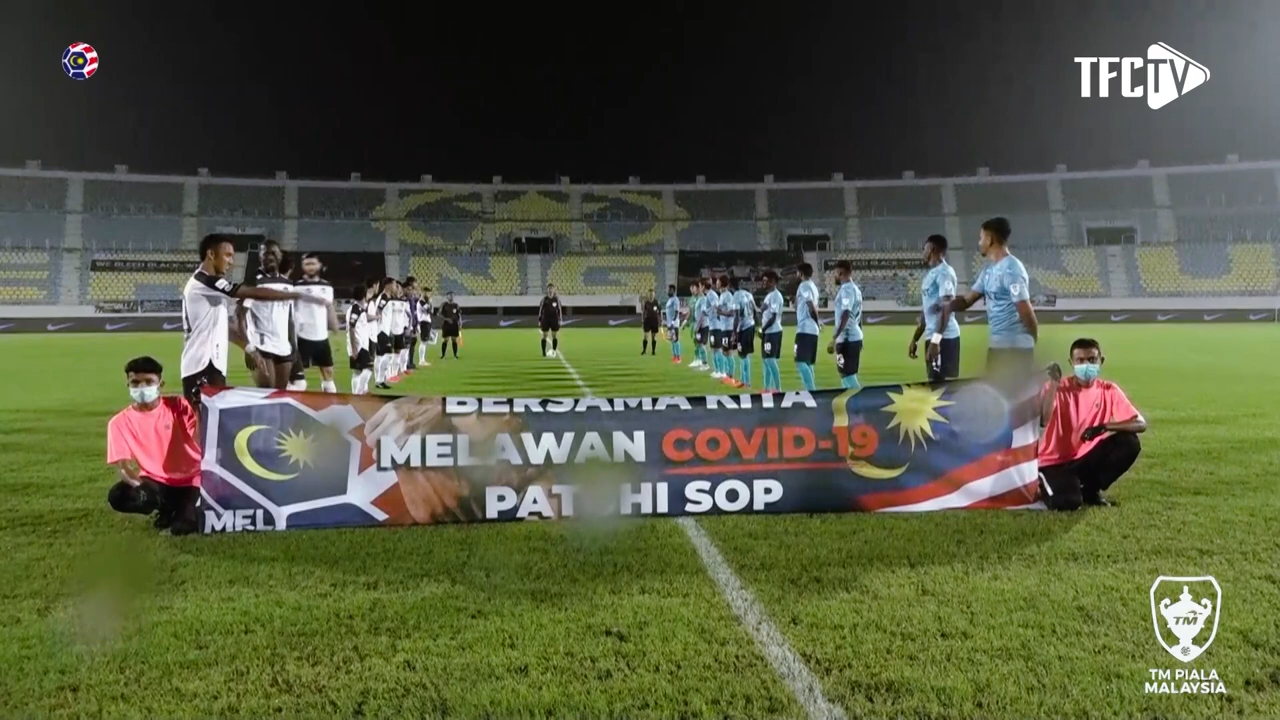 TFCTV
BERSAMA KITA
MELAWAN COVID-19
PATUHI SOP
MEL
TM
TM PIALA
MALAYSIA